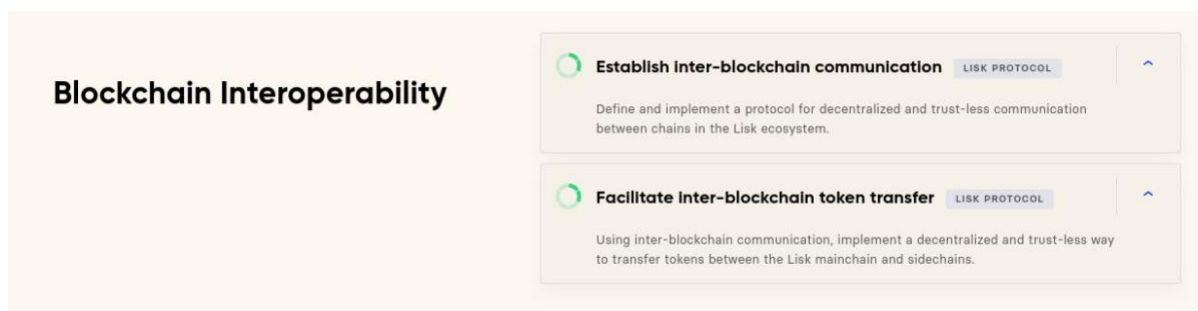 Blockchain Interoperability
Establish inter-blockchain communication LISK PROTOCOL
Define and implement a protocol for decentralized and trust-less communication
between chains in the Lisk ecosystem.
Facilitate inter-blockchain token transfer LISK PROTOCOL
Using inter-blockchain communication, implement a decentralized and trust-less way
to transfer tokens between the Lisk mainchain and sidechains.